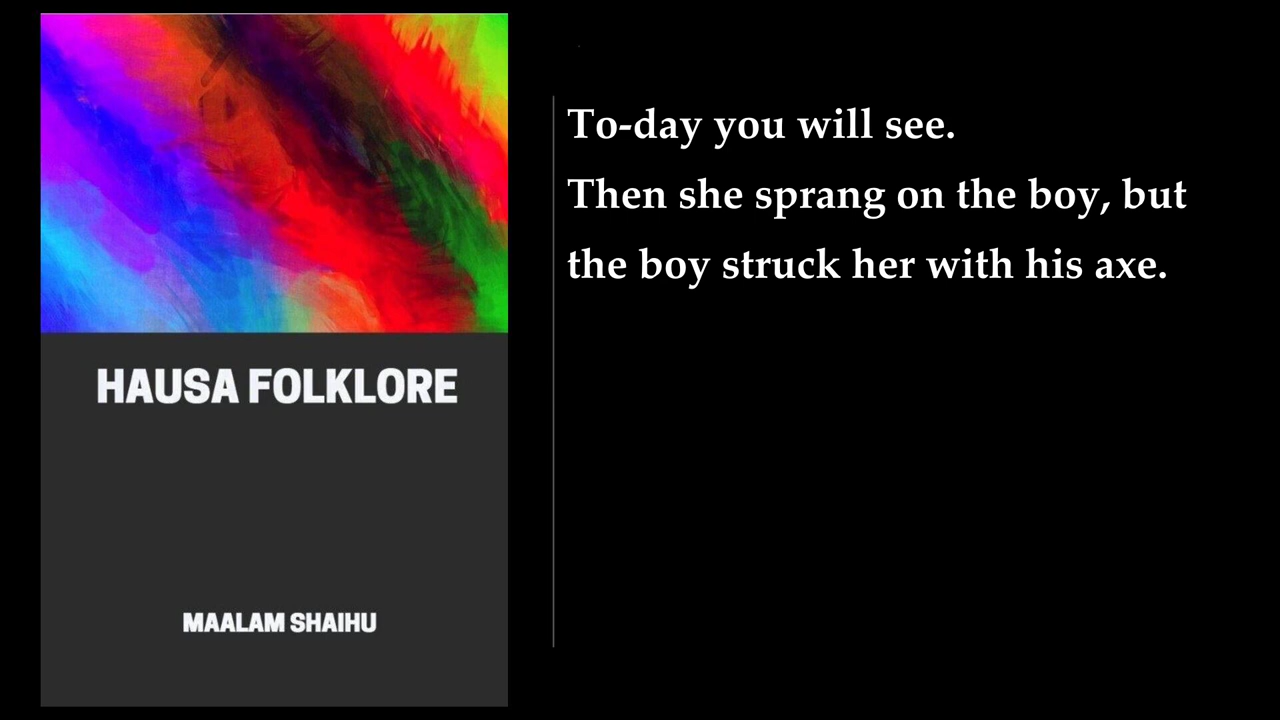 HAUSA FOLKLORE
MAALAM SHAIHU
To-day you will see.
Then she sprang on the boy, but
the boy struck her with his axe.